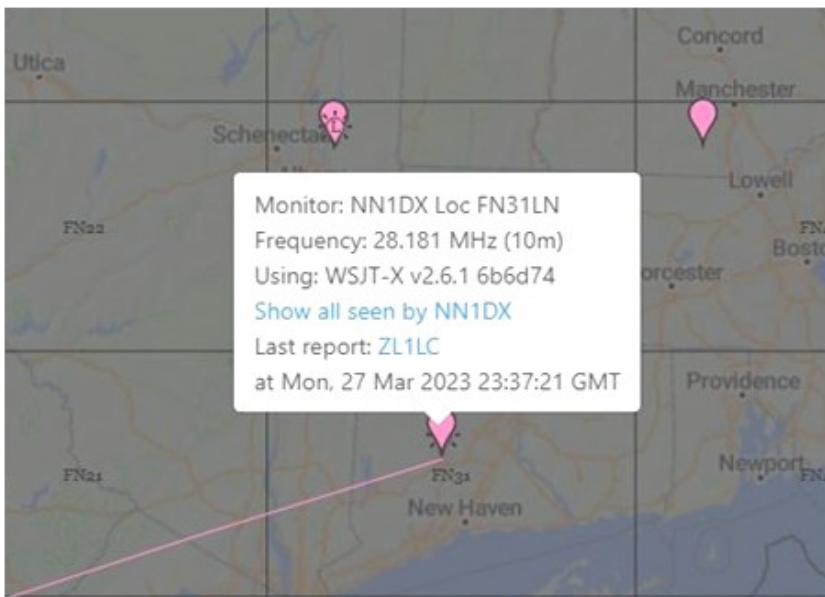 Concord
Utica
Manchester
Schenecta
L
Lowell
Monitor: NN1DX Loc FN31LN
FN22
Frequency: 28.181 MHz (10m)
Bosto
Using: WSJT-X v2.6.1 6b6d74
orcester
Show all seen by NN1DX
Last report: ZL1LC
at Mon, 27 Mar 2023 23:37:21 GMT
Providence
FN21
FN31
Newport
New Haven